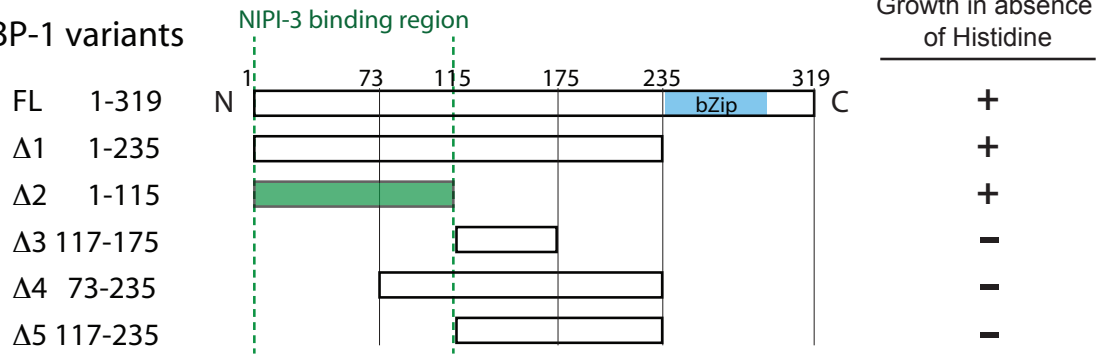 Growth in absence
of Histidine
NIPI-3 binding region
BP-1 variants
1 73 115 175 235 319
FL 1-319 N bZip C +
Δ1 1-235 +
Δ2 1-115 +
Δ3 117-175 -
Δ4 73-235 -
Δ5 117-235 -